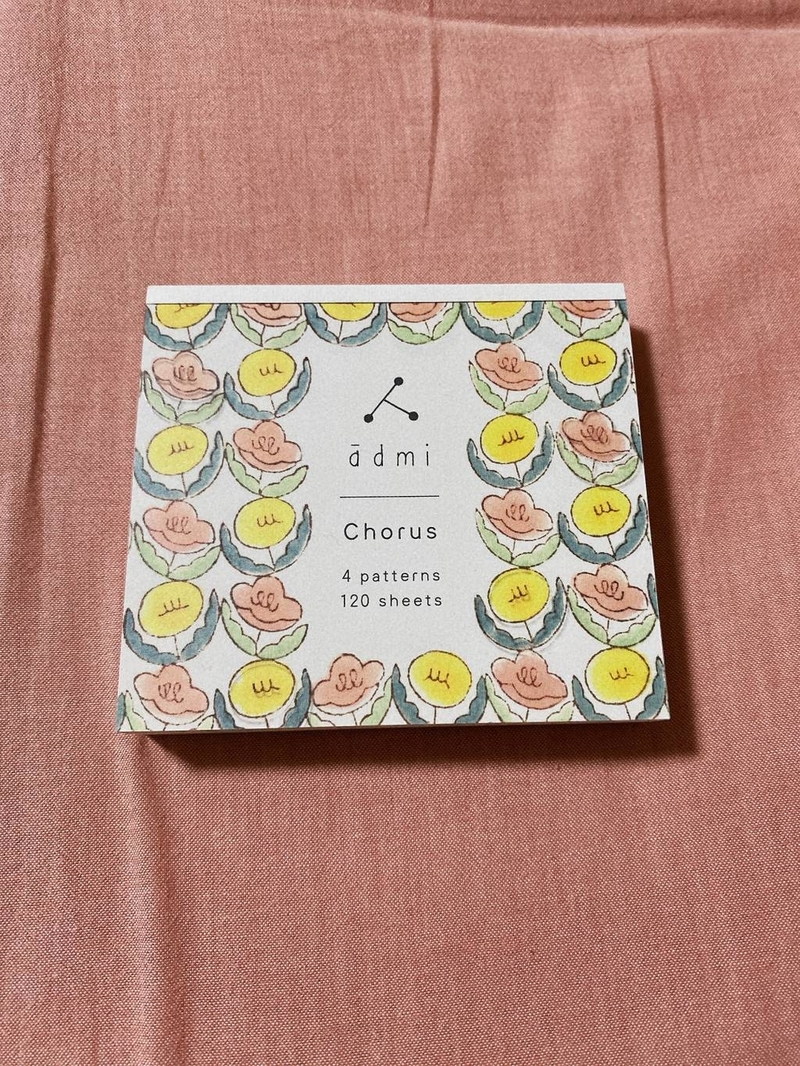 ādmi
Chorus
4 patterns
120 sheets